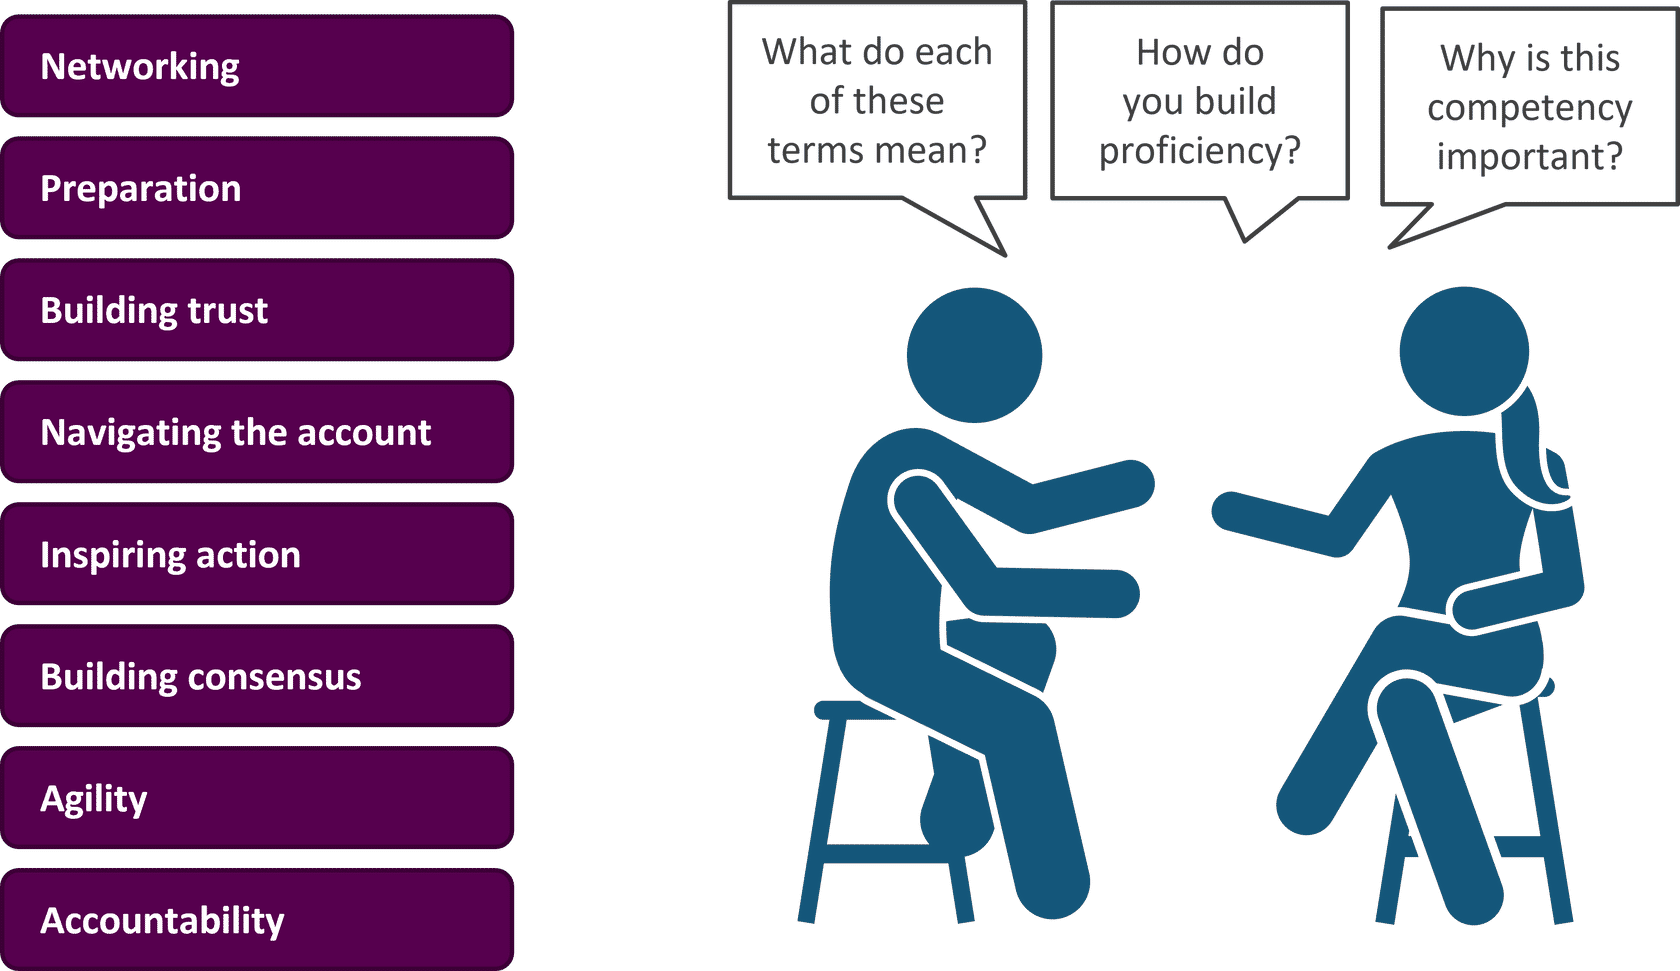 Networking
Preparation
Building trust
Navigating the account
Inspiring action
Building consensus
Agility
Accountability
What do each
of these
terms mean?
How do
you build
proficiency?
Why is this
competency
important?